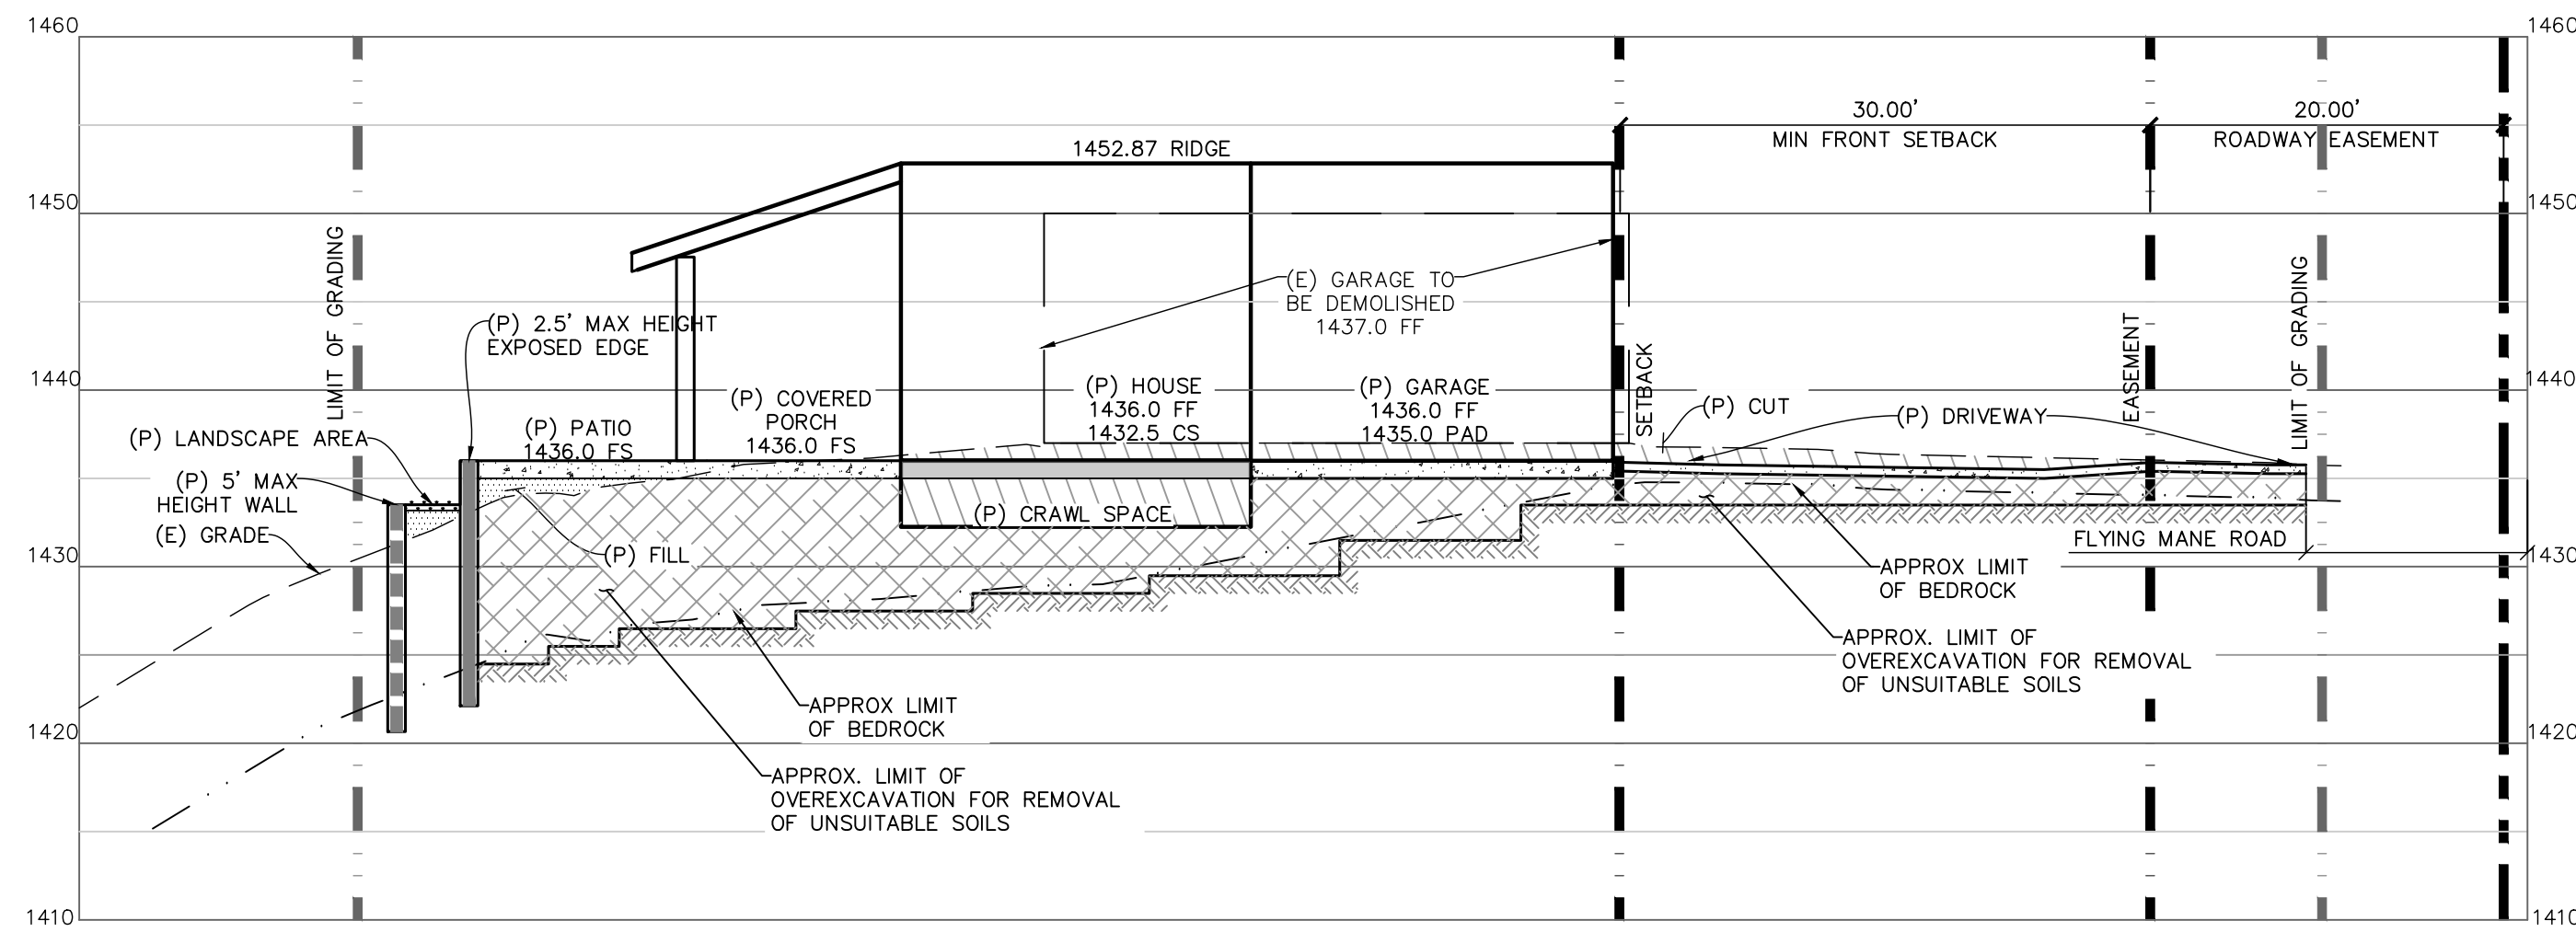 1460
1460
30.00'
20.00'
MIN FRONT SETBACK
ROADWAY EASEMENT
1452.87 RIDGE
1450
1450
LIMIT OF GRADING
(E) GARAGE TO
BE DEMOLISHED
1437.0 FF
LIMIT OF GRADING
(P) 2.5' MAX HEIGHT
EXPOSED EDGE
EASEMENT
SETBACK
1440
1440
(P) HOUSE
1436.0 FF
1432.5 CS
(P) GARAGE
1436.0 FF
1435.0 PAD
(P) COVERED
PORCH
1436.0 FS
(P) CUT
(P) DRIVEWAY
(P) PATIO
1436.0 FS
(P) LANDSCAPE AREA
(P) 5' MAX
HEIGHT WALL
(E) GRADE
(P) CRAWL SPACE
(P) FILL
FLYING MANE ROAD
1430
1430
APPROX LIMIT
OF BEDROCK
APPROX. LIMIT OF
OVEREXCAVATION FOR REMOVAL
OF UNSUITABLE SOILS
APPROX LIMIT
OF BEDROCK
1420
1420
APPROX. LIMIT OF
OVEREXCAVATION FOR REMOVAL
OF UNSUITABLE SOILS
1410
1410